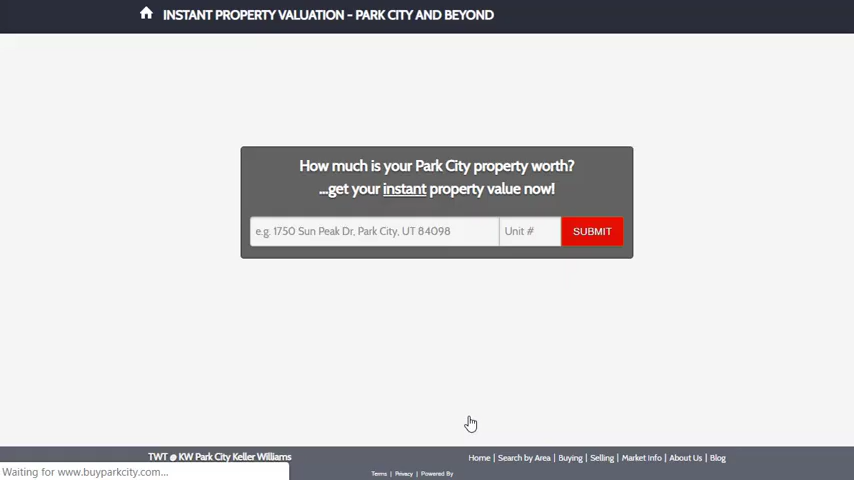 INSTANT PROPERTY VALUATION - PARK CITY AND BEYOND
How much is your Park City property worth?
...get your instant property value now!
e.g. 1750 Sun Peak Dr, Park City, UT 84098
Unit #
SUBMIT
TWT @ KW Park City Keller Williams
Home | Search by Area | Buying | Selling | Market Info | About Us | Blog
Waiting for www.buyparkcity.com...
Terms | Privacy | Powered By